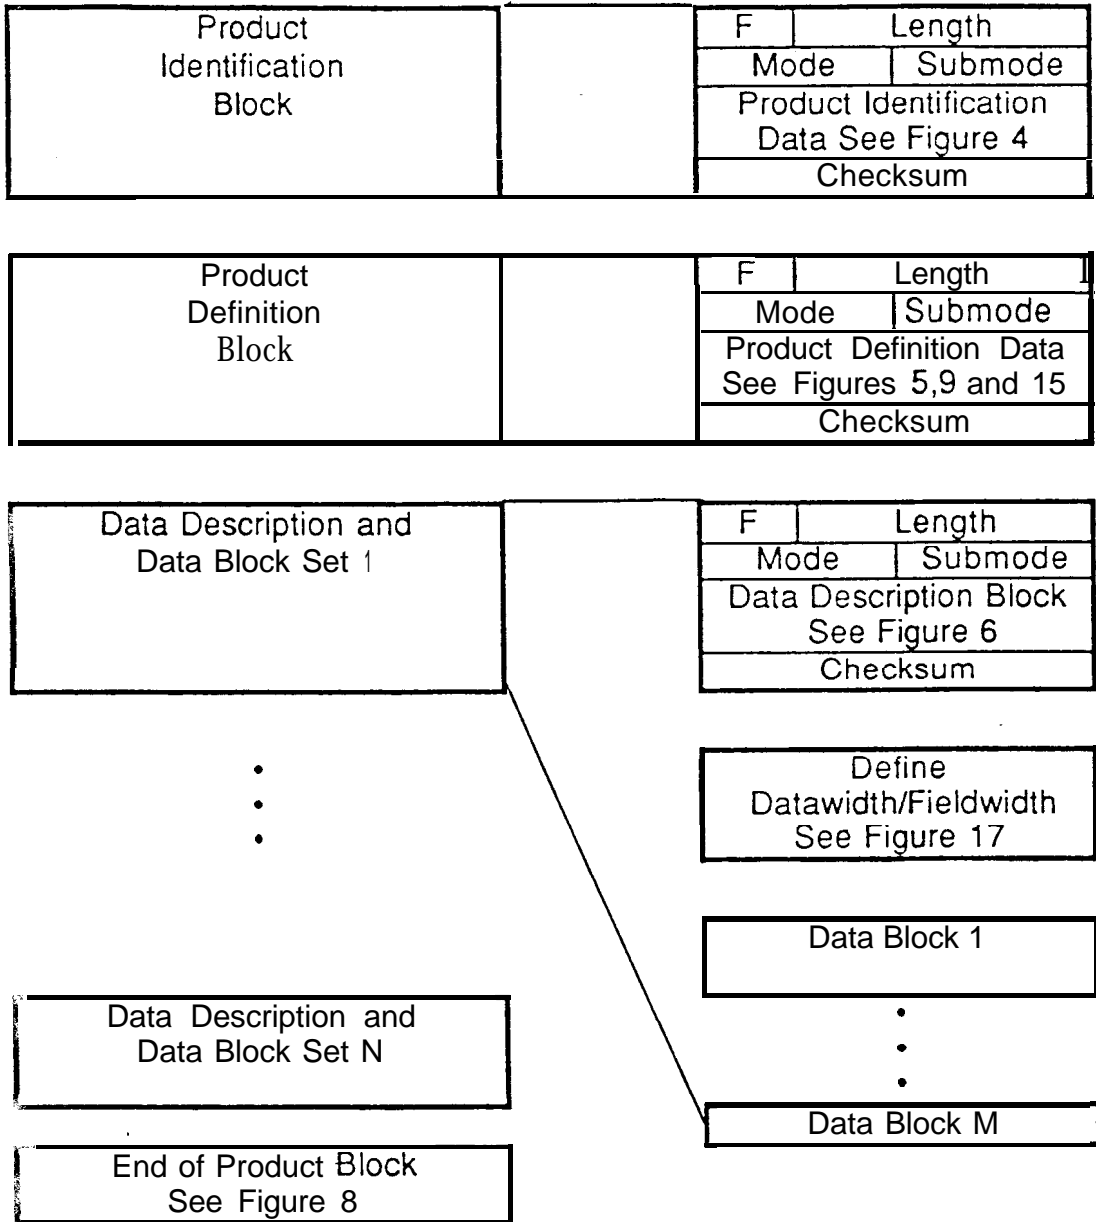 Product
Identification
Block
F Length
Mode Submode
Product Identification
Data See Figure 4
Checksum
Product
Definition
Block
F Length
Mode Submode
Product Definition Data
See Figures 5,9 and 15
Checksum
Data Description and
Data Block Set 1
F Length
Mode Submode
Data Description Block
See Figure 6
Checksum
Define
Datawidth/Fieldwidth
See Figure 17
Data Block 1
Data Description and
Data Block Set N
Data Block M
End of Product Block
See Figure 8